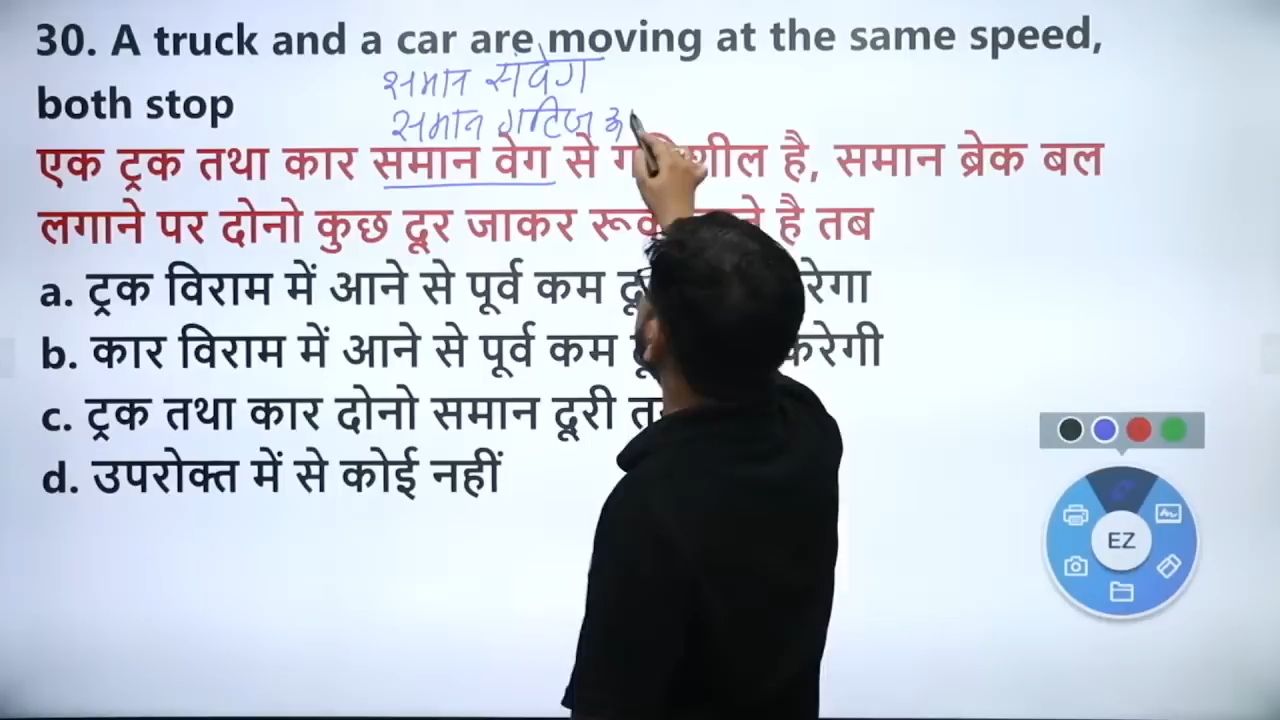 30. A truck and a car are moving at the same speed,
समान संवेग
both stop
समान गतिज
एक ट्रक तथा कार समान वेग से है, समान ब्रेक बल
लगाने पर दोनो कुछ दूर जाकर है तब
a. ट्रक विराम में आने से पूर्व कम
b. कार विराम में आने से पूर्व कम करेगी
c. ट्रक तथा कार दोनो समान दूरी
d. उपरोक्त में से कोई नहीं
EZ